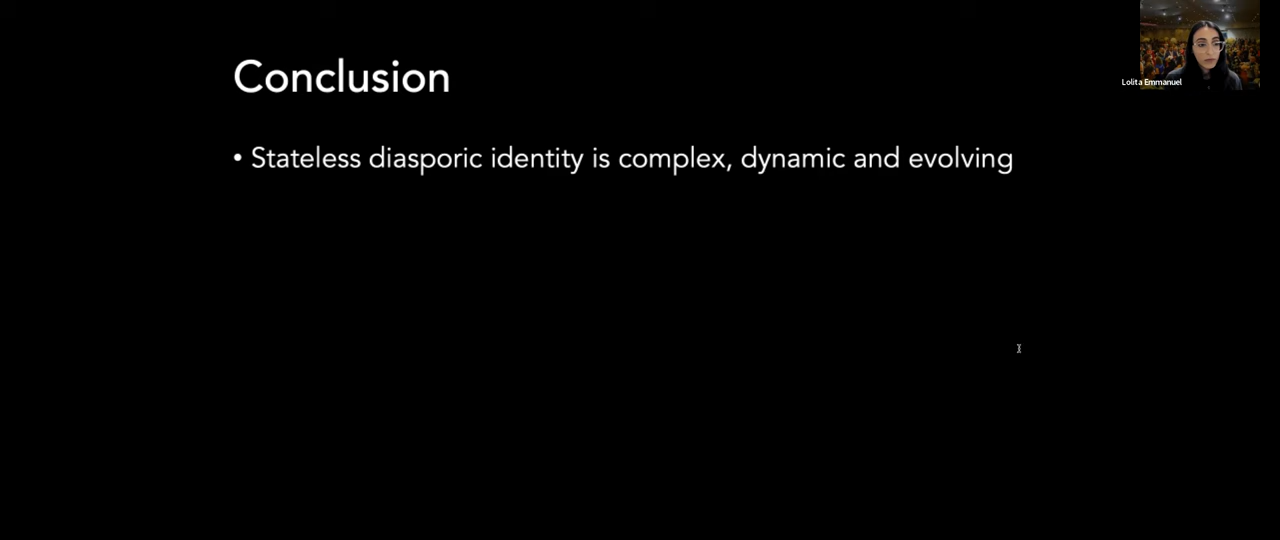 Conclusion
• Stateless diasporic identity is complex, dynamic and evolving
Lolita Emmanuel